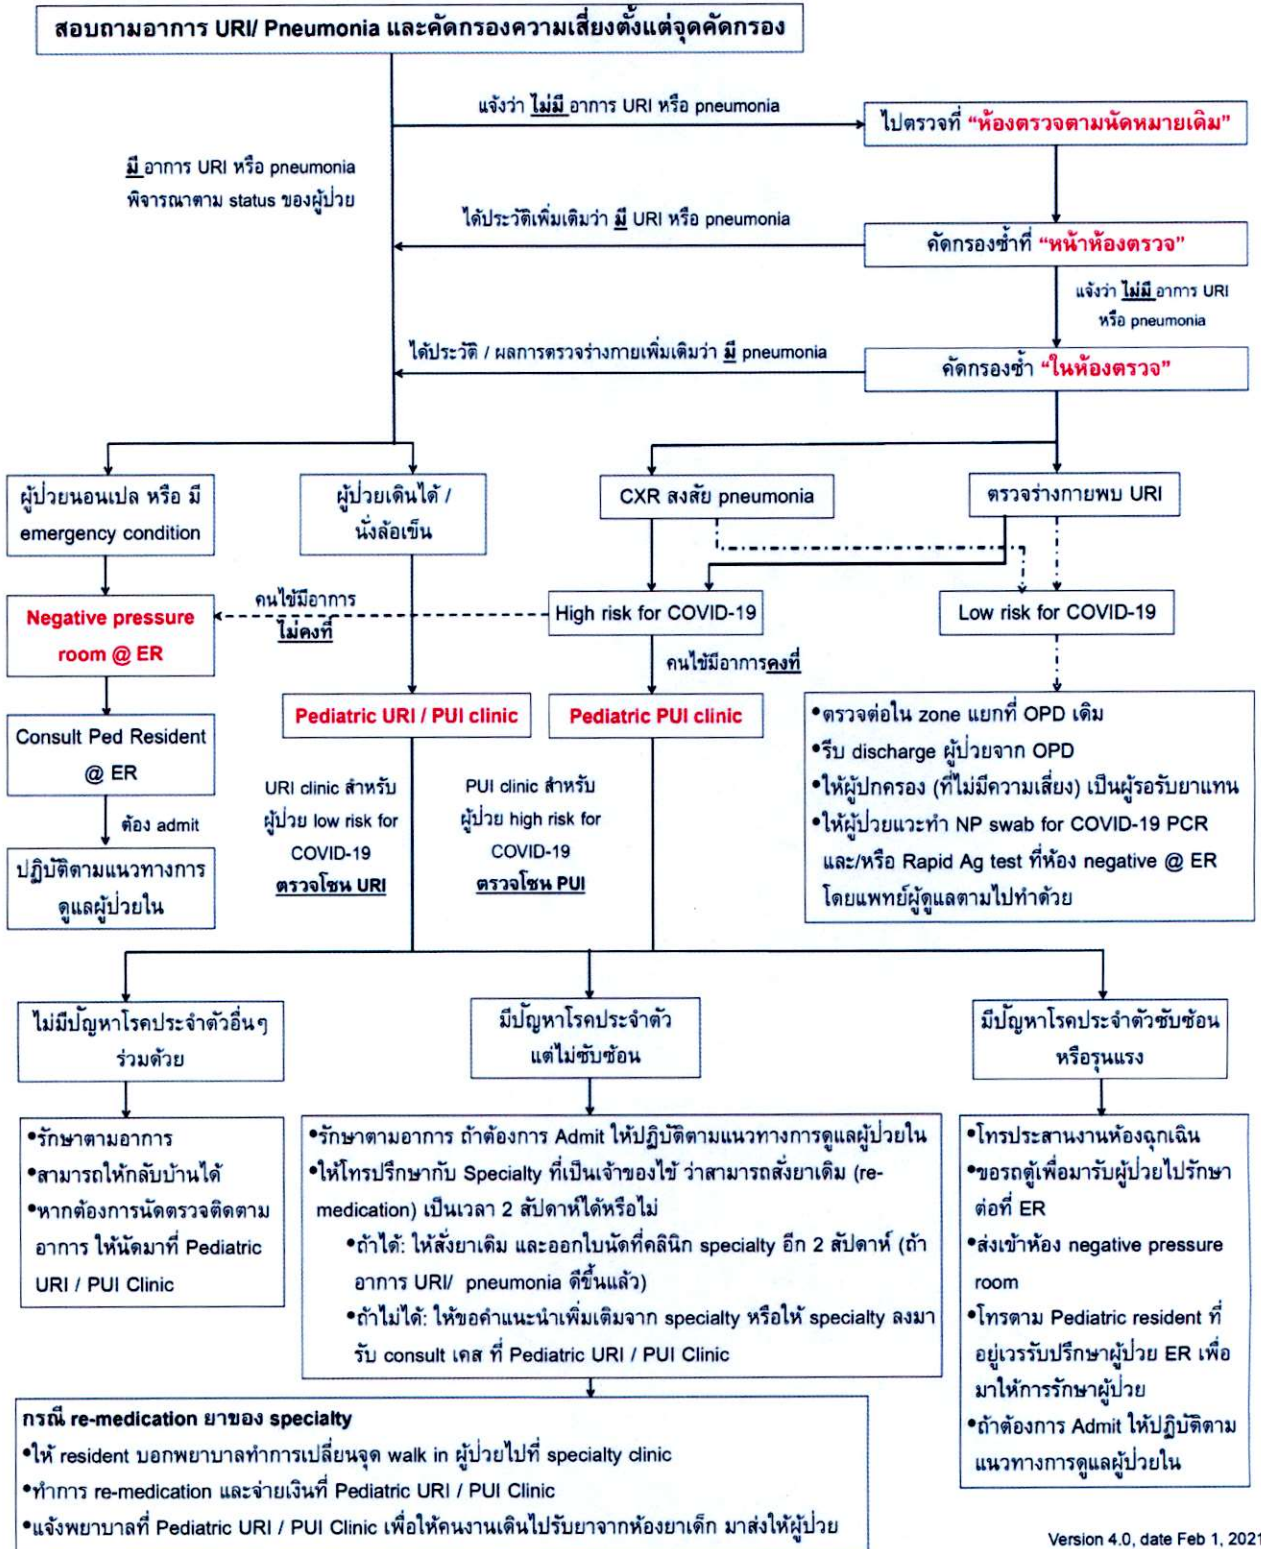 สอบถามอาการ URI/ Pneumonia และคัดกรองความเสี่ยงตั้งแต่จุดคัดกรอง
แจ้งว่า ไม่มี อาการ URI หรือ pneumonia
ไปตรวจที่ “ห้องตรวจตามนัดหมายเดิม”
มี อาการ URI หรือ pneumonia
พิจารณาตาม status ของผู้ป่วย
ได้ประวัติเพิ่มเติมว่า มี URI หรือ pneumonia
คัดกรองซ้ำที่ “หน้าห้องตรวจ”
แจ้งว่า ไม่มี อาการ URI
หรือ pneumonia
ได้ประวัติ / ผลการตรวจร่างกายเพิ่มเติมว่า มี pneumonia
คัดกรองซ้ำ “ในห้องตรวจ”
ผู้ป่วยนอนเปล หรือ มี
emergency condition
ผู้ป่วยเดินได้ /
นั่งล้อเข็น
CXR สงสัย pneumonia
ตรวจร่างกายพบ URI
Negative pressure
room @ ER
คนไข้มีอาการ
ไม่คงที่
High risk for COVID-19
Low risk for COVID-19
คนไข้มีอาการคงที่
Consult Ped Resident
@ ER
Pediatric URI / PUI clinic
Pediatric PUI clinic
•ตรวจต่อใน zone แยกที่ OPD เดิม
•รีบ discharge ผู้ป่วยจาก OPD
•ให้ผู้ปกครอง (ที่ไม่มีความเสี่ยง) เป็นผู้รอรับยาแทน
•ให้ผู้ป่วยแวะทำ NP swab for COVID-19 PCR
และ/หรือ Rapid Ag test ที่ห้อง negative @ ER
โดยแพทย์ผู้ดูแลตามไปทำด้วย
URI clinic สำหรับ
ผู้ป่วย low risk for
COVID-19
ตรวจโซน URI
PUI clinic สำหรับ
ผู้ป่วย high risk for
COVID-19
ตรวจโซน PUI
ต้อง admit
ปฏิบัติตามแนวทางการ
ดูแลผู้ป่วยใน
ไม่มีปัญหาโรคประจำตัวอื่นๆ
ร่วมด้วย
มีปัญหาโรคประจำตัว
แต่ไม่ซับซ้อน
มีปัญหาโรคประจำตัวซับซ้อน
หรือรุนแรง
•รักษาตามอาการ
•สามารถให้กลับบ้านได้
•หากต้องการนัดตรวจติดตาม
อาการ ให้นัดมาที่ Pediatric
URI / PUI Clinic
•รักษาตามอาการ ถ้าต้องการ Admit ให้ปฏิบัติตามแนวทางการดูแลผู้ป่วยใน
•ให้โทรปรึกษากับ Specialty ที่เป็นเจ้าของไข้ ว่าสามารถสั่งยาเดิม (re-
medication) เป็นเวลา 2 สัปดาห์ได้หรือไม่
•ถ้าได้: ให้สั่งยาเดิม และออกใบนัดที่คลินิก specialty อีก 2 สัปดาห์ (ถ้า
อาการ URI/ pneumonia ดีขึ้นแล้ว)
•ถ้าไม่ได้: ให้ขอคำแนะนำเพิ่มเติมจาก specialty หรือให้ specialty ลงมา
รับ consult เคส ที่ Pediatric URI / PUI Clinic
•โทรประสานงานห้องฉุกเฉิน
•ขอรถตู้เพื่อมารับผู้ป่วยไปรักษา
ต่อที่ ER
•ส่งเข้าห้อง negative pressure
room
•โทรตาม Pediatric resident ที่
อยู่เวรรับปรึกษาผู้ป่วย ER เพื่อ
มาให้การรักษาผู้ป่วย
•ถ้าต้องการ Admit ให้ปฏิบัติตาม
แนวทางการดูแลผู้ป่วยใน
กรณี re-medication ยาของ specialty
•ให้ resident บอกพยาบาลทำการเปลี่ยนจุด walk in ผู้ป่วยไปที่ specialty clinic
•ทำการ re-medication และจ่ายเงินที่ Pediatric URI / PUI Clinic
•แจ้งพยาบาลที่ Pediatric URI / PUI Clinic เพื่อให้คนงานเดินไปรับยาจากห้องยาเด็ก มาส่งให้ผู้ป่วย
Version 4.0, date Feb 1, 2021